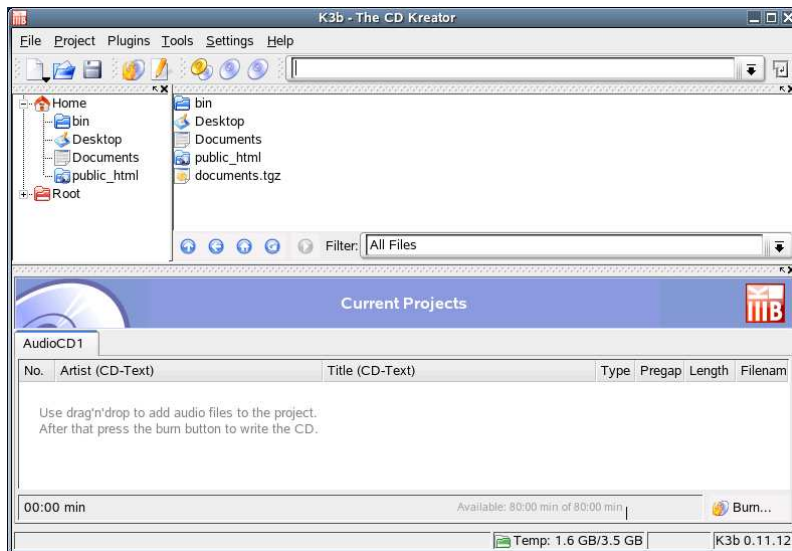 K3b - The CD Kreator
File Project Plugins Tools Settings Help
Home
bin
Desktop
Documents
public_html
Root
bin
Desktop
Documents
public_html
documents.tgz
Filter: All Files
Current Projects
K3B
AudioCD1
No. Artist (CD-Text) Title (CD-Text) Type Pregap Length Filenam
Use drag'n'drop to add audio files to the project.
After that press the burn button to write the CD.
00:00 min Available: 80:00 min of 80:00 min Burn...
Temp: 1.6 GB/3.5 GB K3b 0.11.12